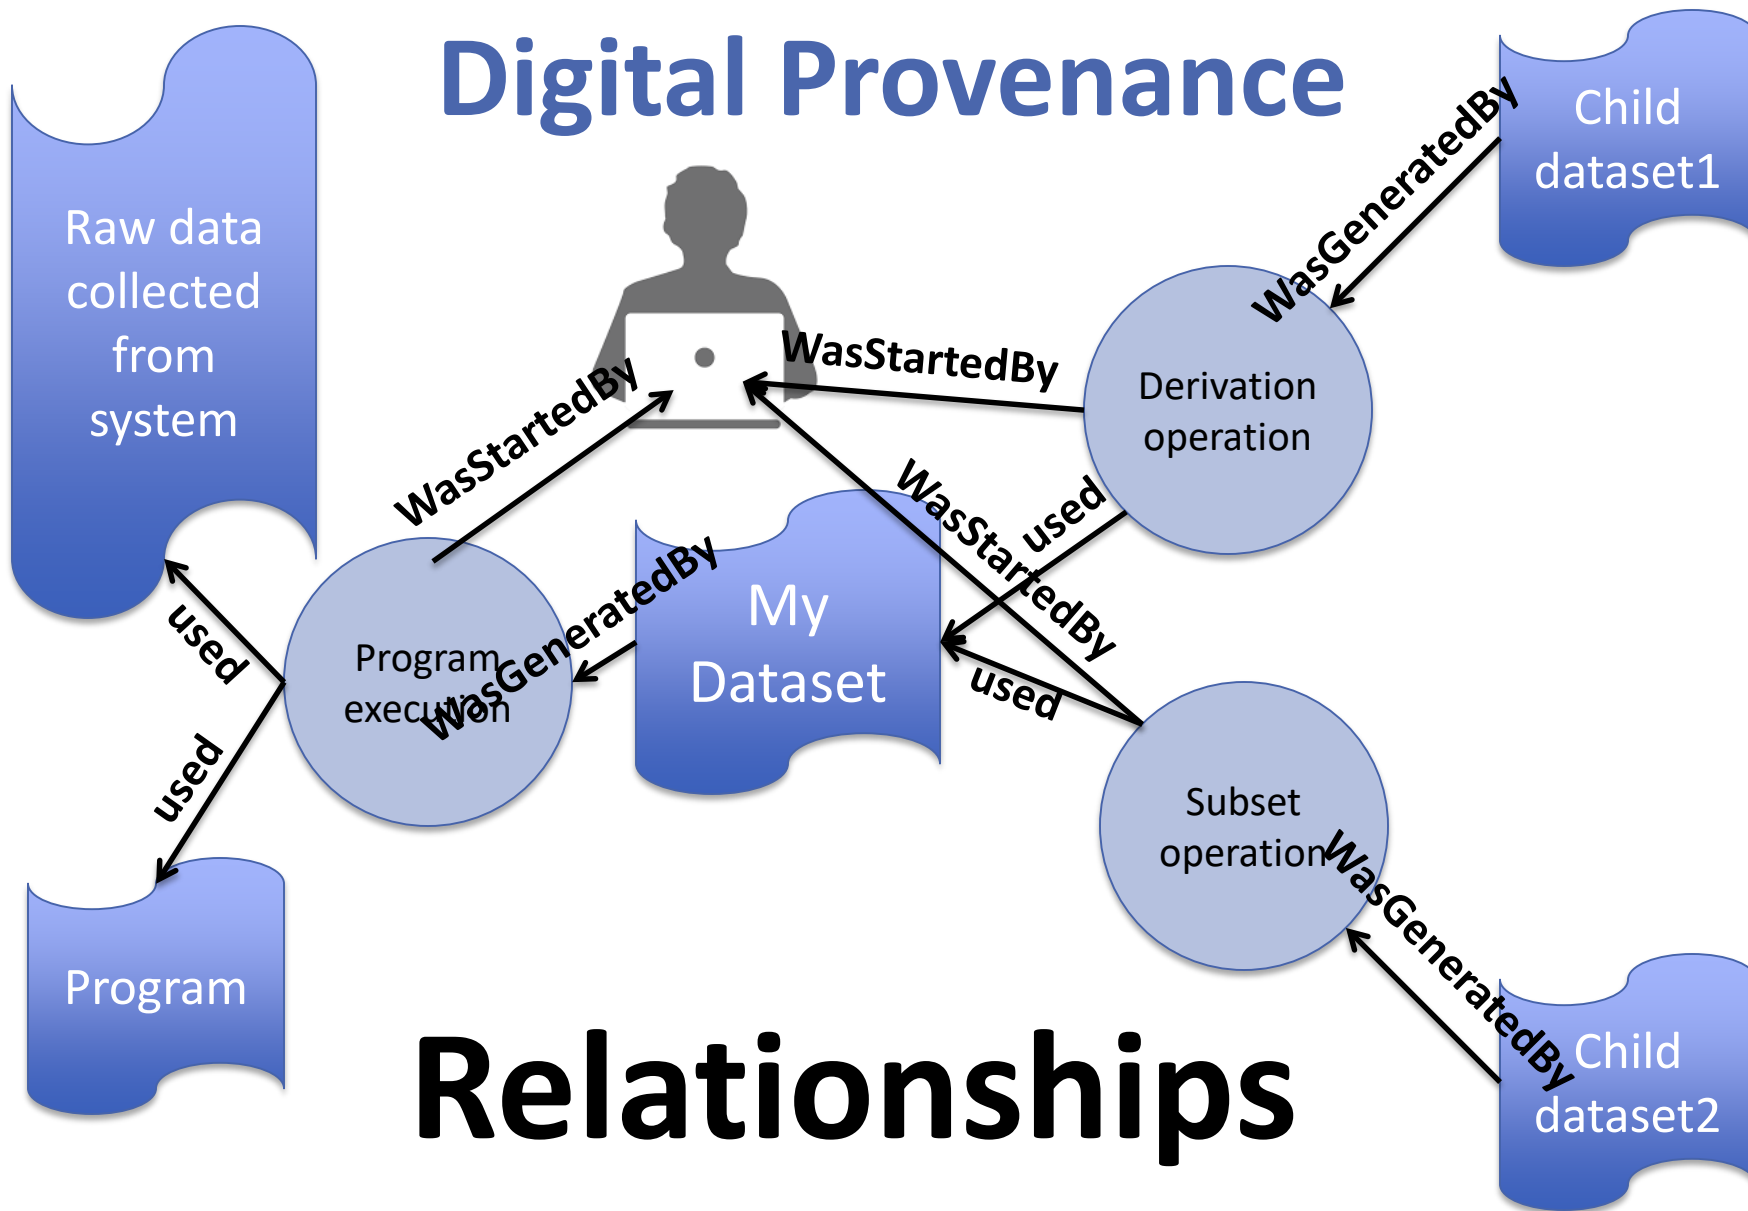 Digital Provenance
Child
dataset1
WasGeneratedBy
Raw data
collected
from
system
WasStartedBy
WasStartedBy
Derivation
operation
WasStartedBy
used
WasGeneratedBy
My
Dataset
used
used
Program
execution
used
Subset
operation
WasGeneratedBy
Program
Child
dataset2
Relationships